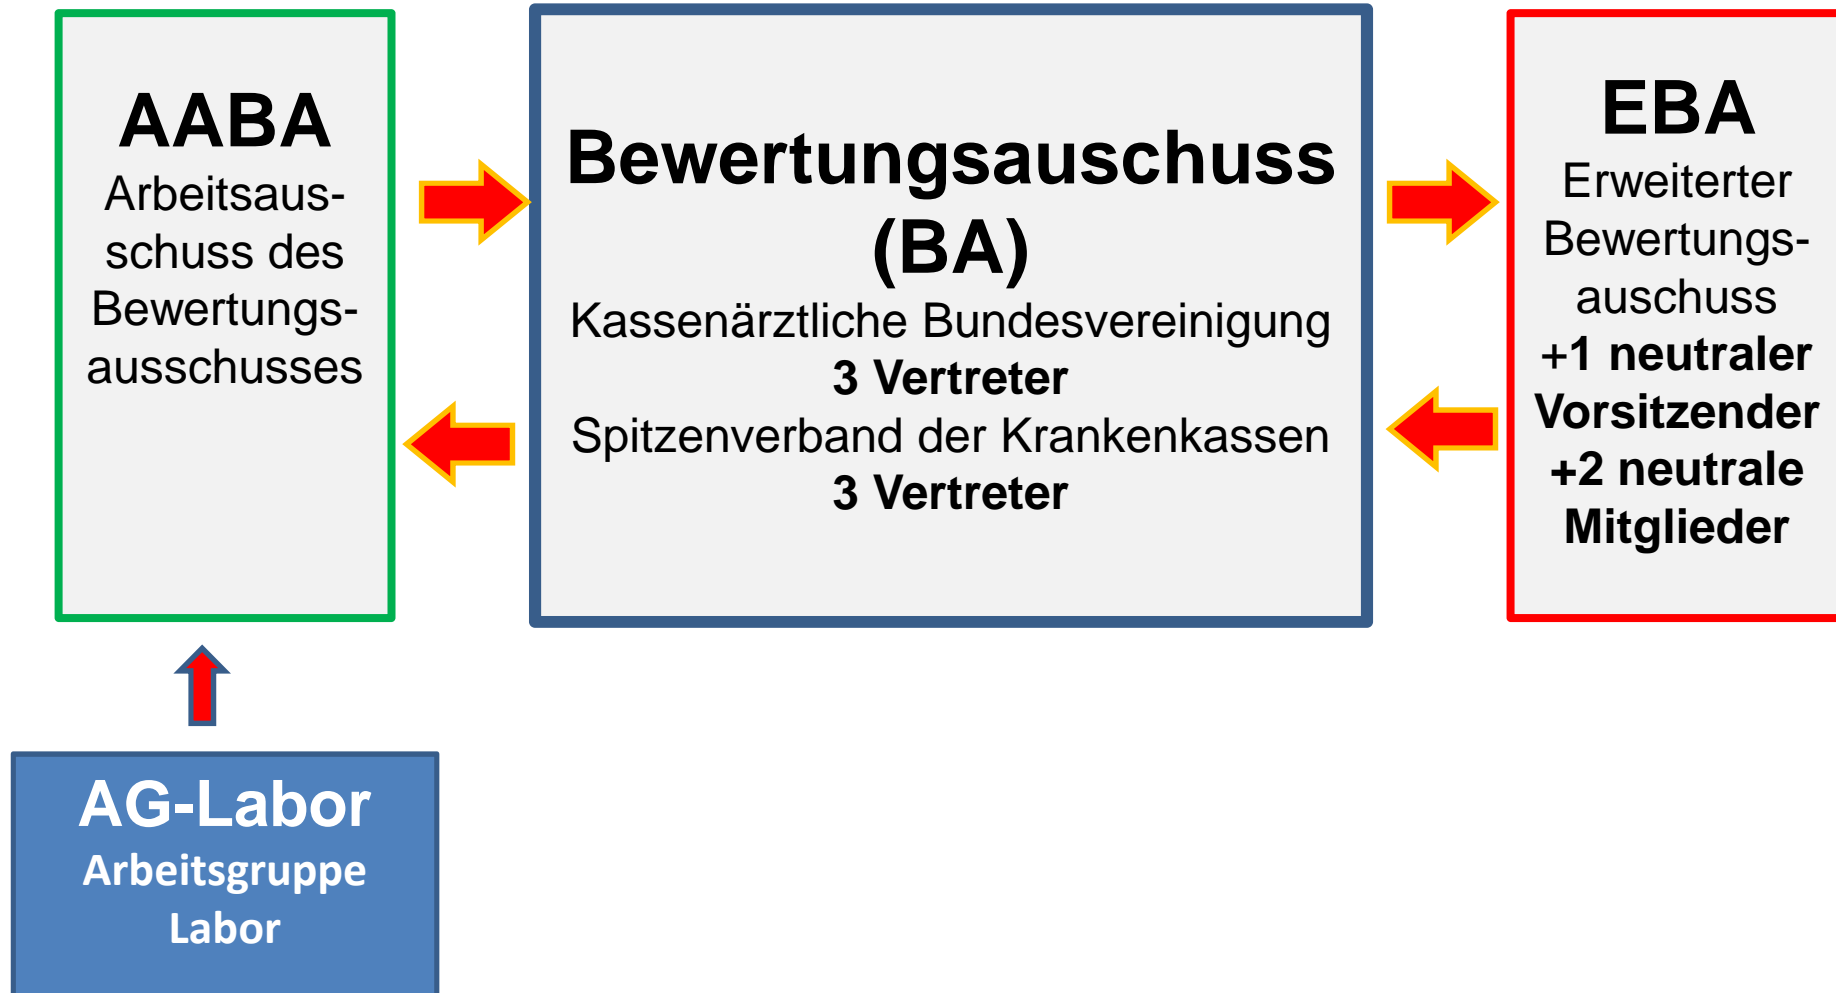 AABA
Arbeitsaus-
schuss des
Bewertungs-
ausschusses
Bewertungsauschuss
(BA)
Kassenärztliche Bundesvereinigung
3 Vertreter
Spitzenverband der Krankenkassen
3 Vertreter
EBA
Erweiterter
Bewertungs-
auschuss
+1 neutraler
Vorsitzender
+2 neutrale
Mitglieder
AG-Labor
Arbeitsgruppe
Labor